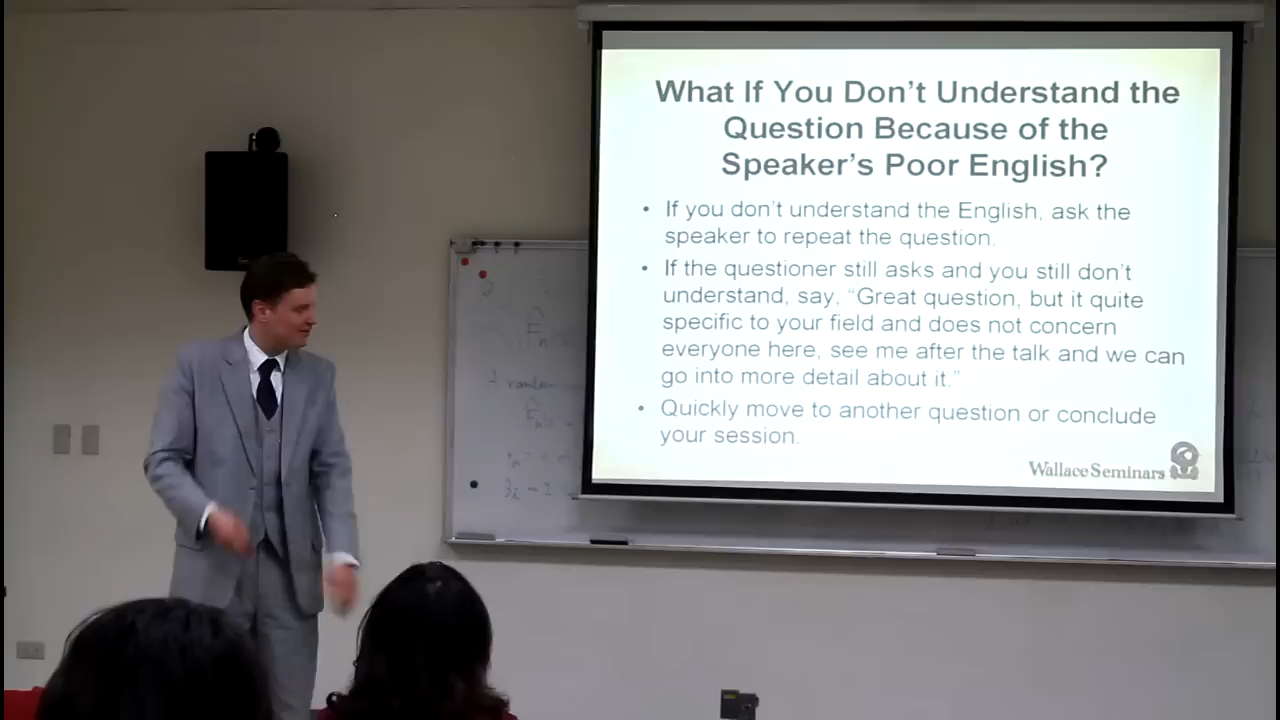 What If You Don't Understand the
Question Because of the
Speaker's Poor English?
• If you don't understand the English, ask the
speaker to repeat the question.
• If the questioner still asks and you still don't
understand, say, “Great question, but it quite
specific to your field and does not concern
everyone here, see me after the talk and we can
go into more detail about it.”
• Quickly move to another question or conclude
your session.
Wallace Seminars
A random